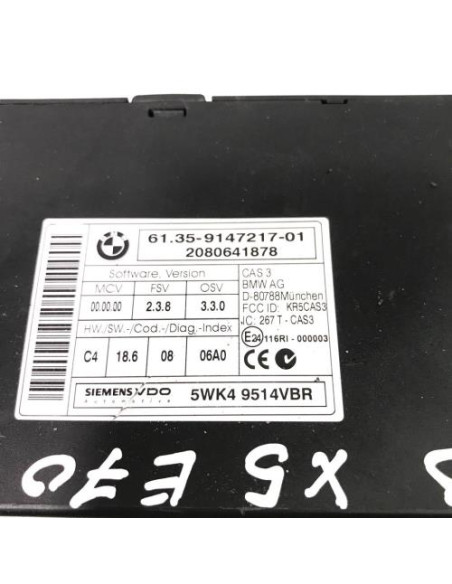 BMW
61.35-9147217-01
2080641878
Software, Version
MCV FSV OSV
00.00.00 2.3.8 3.3.0
HW./SW.-/Cod.-/Diag.-Index
C4 18.6 08 06A0
CAS 3
BMW AG
D-80788München
FCC ID: KR5CAS3
IC: 267 T - CAS3
E24 116RI - 000003
CE
SIEMENS VDO
Automotive
5WK4 9514VBR
X5 E70